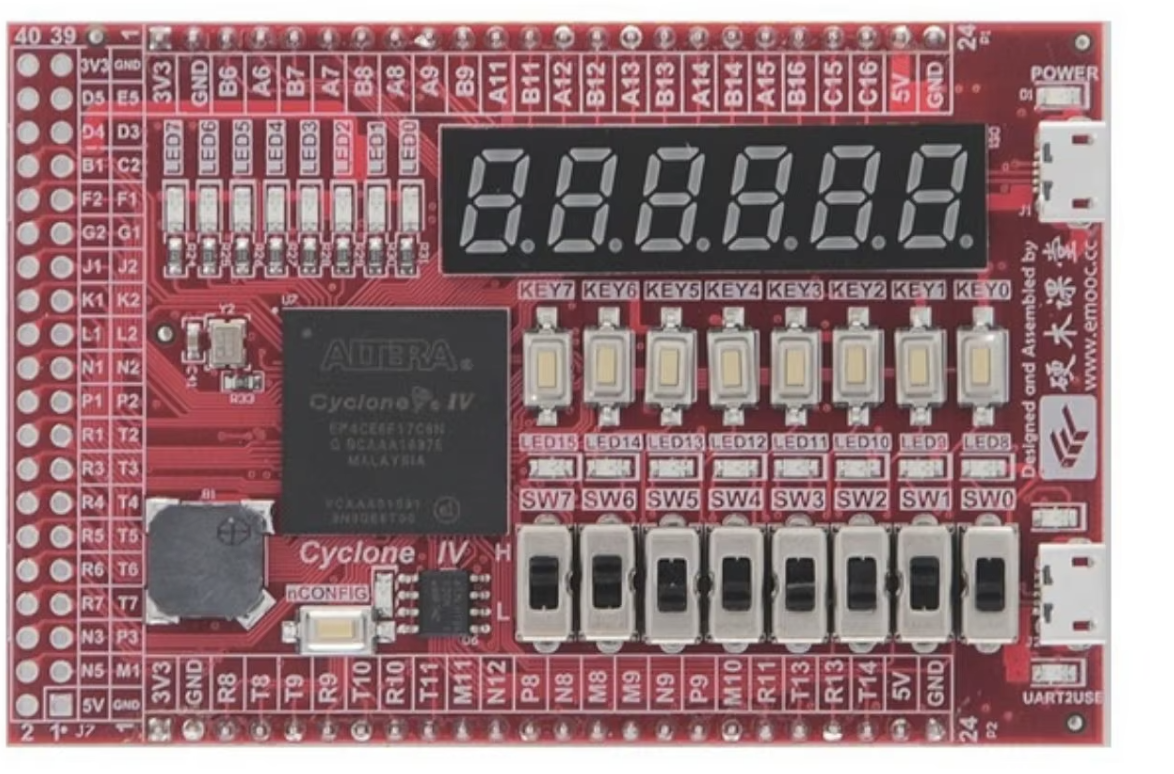 40 39 1
3V3 GND B6 A6 B7 A7 B8 A8 A9 B9 A11 B11 A12 B12 A13 B13 A14 B14 A15 B16 C15 C16 5V GND
24
P1
POWER
3V3 GND
D5 E5
D4 D3
B1 C2
F2 F1
G2 G1
J1 J2
K1 K2
L1 L2
N1 N2
P1 P2
R1 T2
R3 T3
R4 T4
R5 T5
R6 T6
R7 T7
N3 P3
N5 M1
5V GND
2 1 J7 1
LED7 LED6 LED5 LED4 LED3 LED2 LED1 LED0
J1
KEY7 KEY6 KEY5 KEY4 KEY3 KEY2 KEY1 KEY0
Y2
U7
ALTERA
Cyclone IV
MALAYSIA
Designed and Assembled by
硬木课堂
www.emooc.cc
LED15 LED14 LED13 LED12 LED11 LED10 LED9 LED8
SW7 SW6 SW5 SW4 SW3 SW2 SW1 SW0
B1
Cyclone IV
H
L
nCONFIG
3V3 GND R8 T8 T9 R9 T10 R10 T11 M11 N12 P8 N8 M8 M9 N9 P9 M10 R11 T13 R13 T14 5V GND
24
P2
UART2USB